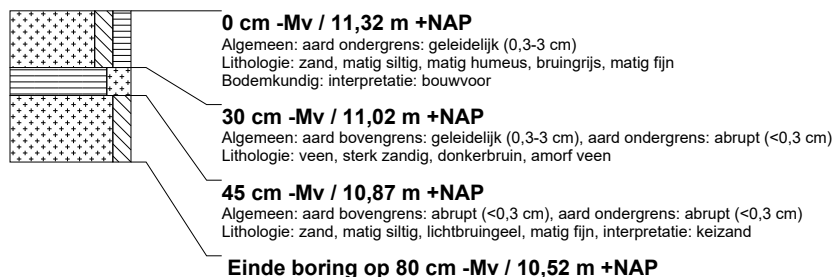 0 cm -Mv / 11,32 m +NAP
Algemeen: aard ondergrens: geleidelijk (0,3-3 cm)
Lithologie: zand, matig siltig, matig humeus, bruingrijs, matig fijn
Bodemkundig: interpretatie: bouwvoor
30 cm -Mv / 11,02 m +NAP
Algemeen: aard bovengrens: geleidelijk (0,3-3 cm), aard ondergrens: abrupt (<0,3 cm)
Lithologie: veen, sterk zandig, donkerbruin, amorf veen
45 cm -Mv / 10,87 m +NAP
Algemeen: aard bovengrens: abrupt (<0,3 cm), aard ondergrens: abrupt (<0,3 cm)
Lithologie: zand, matig siltig, lichtbruingeel, matig fijn, interpretatie: keizand
Einde boring op 80 cm -Mv / 10,52 m +NAP